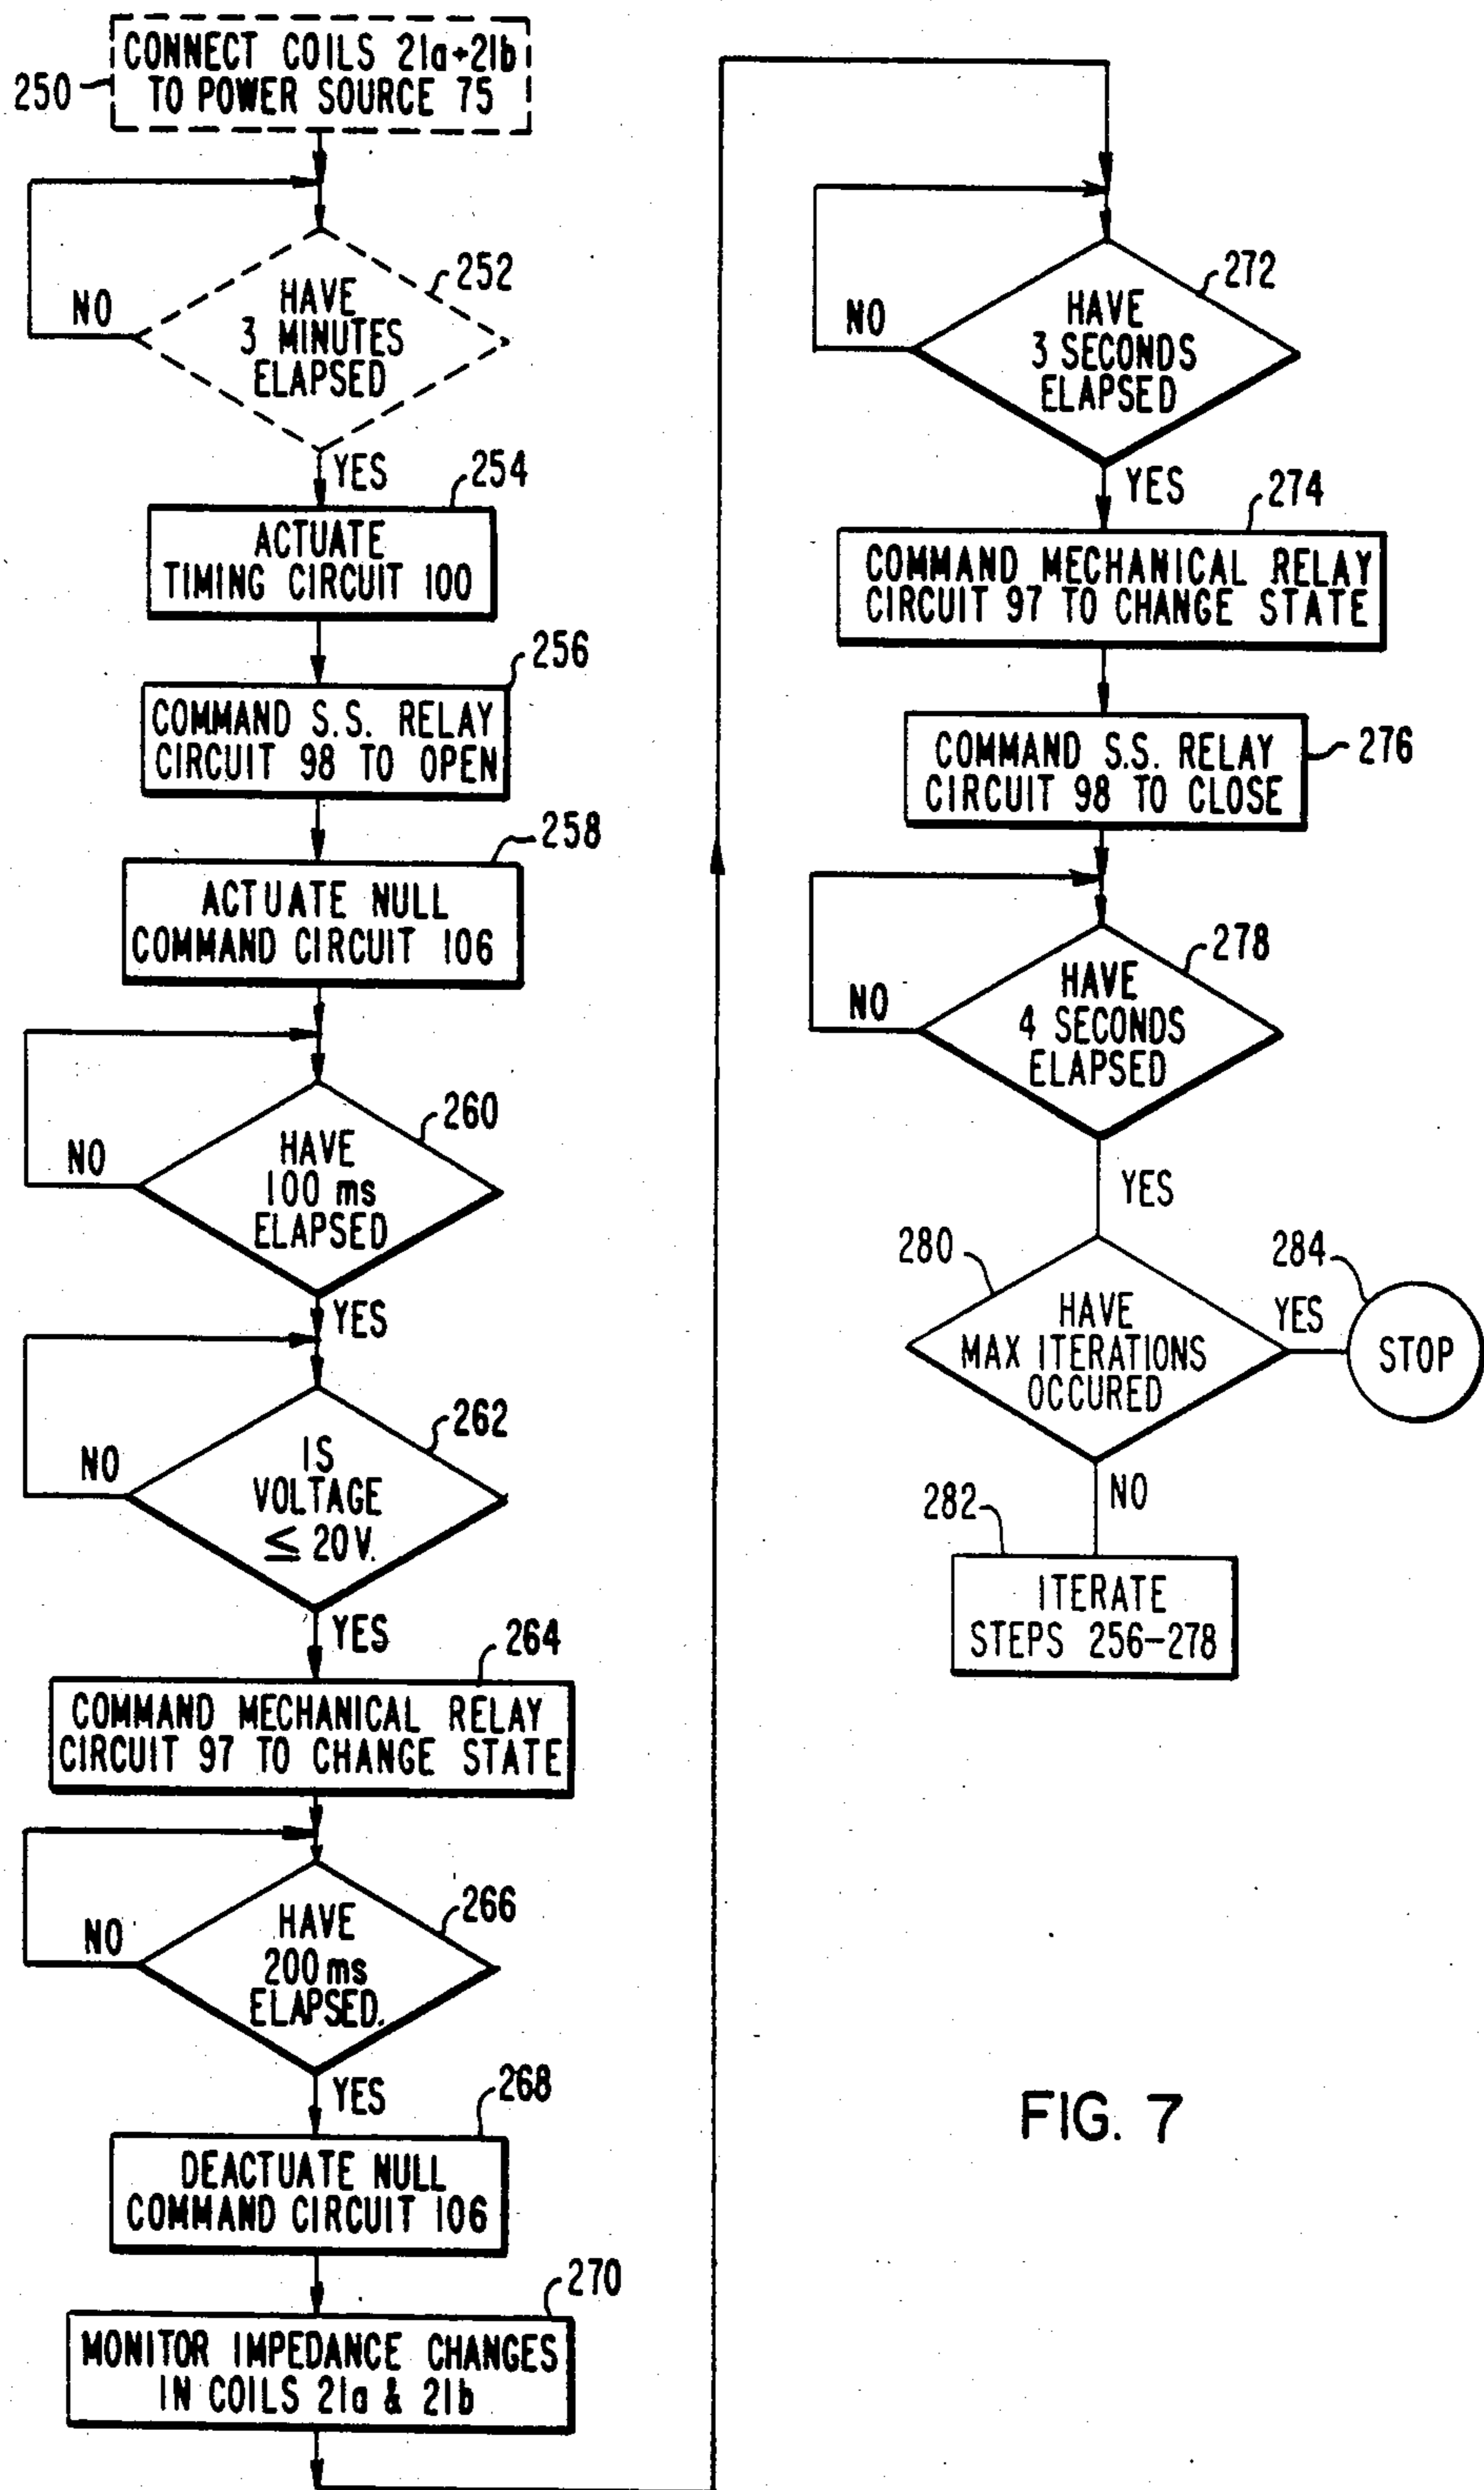 CONNECT COILS 21a+21b
TO POWER SOURCE 75
250
252
HAVE
3 MINUTES
ELAPSED
NO
YES
254
ACTUATE
TIMING CIRCUIT 100
256
COMMAND S.S. RELAY
CIRCUIT 98 TO OPEN
258
ACTUATE NULL
COMMAND CIRCUIT 106
260
HAVE
100 ms
ELAPSED
NO
YES
262
IS
VOLTAGE
≤ 20V.
NO
YES
264
COMMAND MECHANICAL RELAY
CIRCUIT 97 TO CHANGE STATE
266
HAVE
200 ms
ELAPSED.
NO
YES
268
DEACTUATE NULL
COMMAND CIRCUIT 106
270
MONITOR IMPEDANCE CHANGES
IN COILS 21a & 21b
272
HAVE
3 SECONDS
ELAPSED
NO
YES
274
COMMAND MECHANICAL RELAY
CIRCUIT 97 TO CHANGE STATE
COMMAND S.S. RELAY
CIRCUIT 98 TO CLOSE
276
278
HAVE
4 SECONDS
ELAPSED
NO
YES
280
HAVE
MAX ITERATIONS
OCCURED
YES
284
STOP
NO
282
ITERATE
STEPS 256-278
FIG. 7